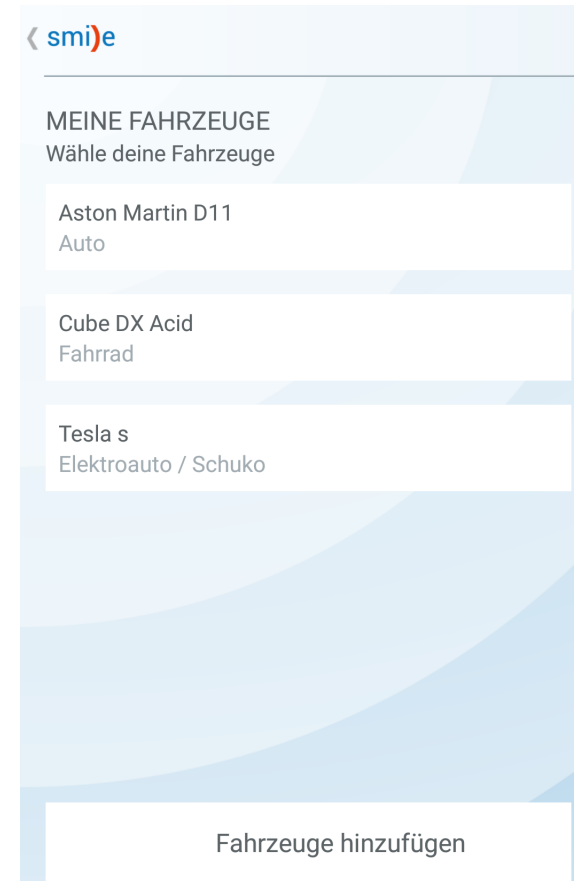 smi)e
MEINE FAHRZEUGE
Wähle deine Fahrzeuge
Aston Martin D11
Auto
Cube DX Acid
Fahrrad
Tesla s
Elektroauto / Schuko
Fahrzeuge hinzufügen